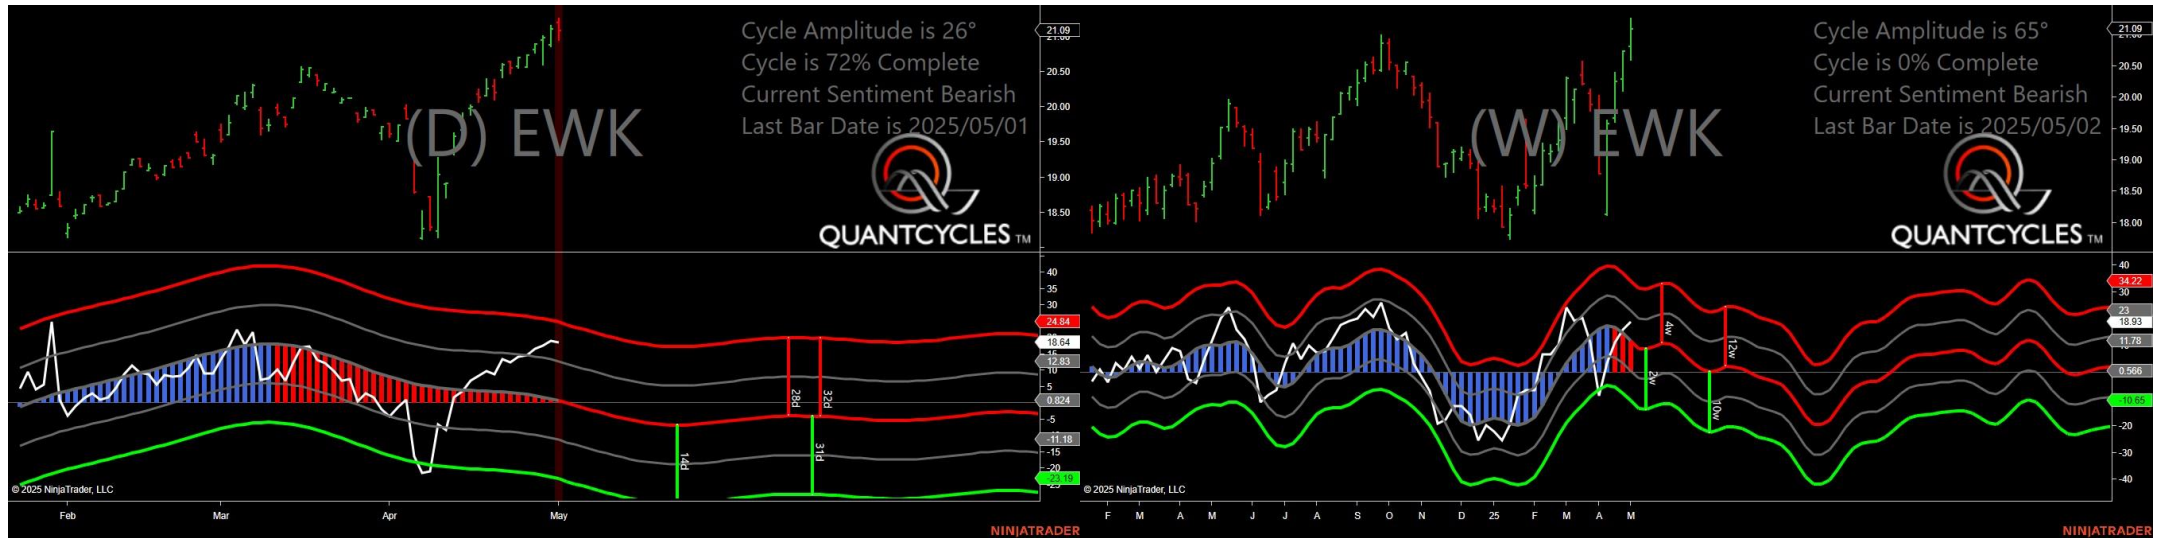 Cycle Amplitude is 26°
Cycle is 72% Complete
Current Sentiment Bearish
Last Bar Date is 2025/05/01
(D) EWK
QUANTCYCLES TM
21.09
20.50
20.00
19.50
19.00
18.50
40
35
30
24.84
18.64
12.83
10
5
0.824
-5
-11.18
-15
-20
-23.19
28d
32d
14d
31d
© 2025 NinjaTrader, LLC
Feb
Mar
Apr
May
NINJATRADER
Cycle Amplitude is 65°
Cycle is 0% Complete
Current Sentiment Bearish
Last Bar Date is 2025/05/02
(W) EWK
QUANTCYCLES TM
21.09
20.50
20.00
19.50
19.00
18.50
18.00
40
34.22
30
23
18.93
11.78
0.566
-10.65
-20
-30
-40
4w
12w
2w
10w
© 2025 NinjaTrader, LLC
F M A M J J A S O N D 25 F M A M
NINJATRADER